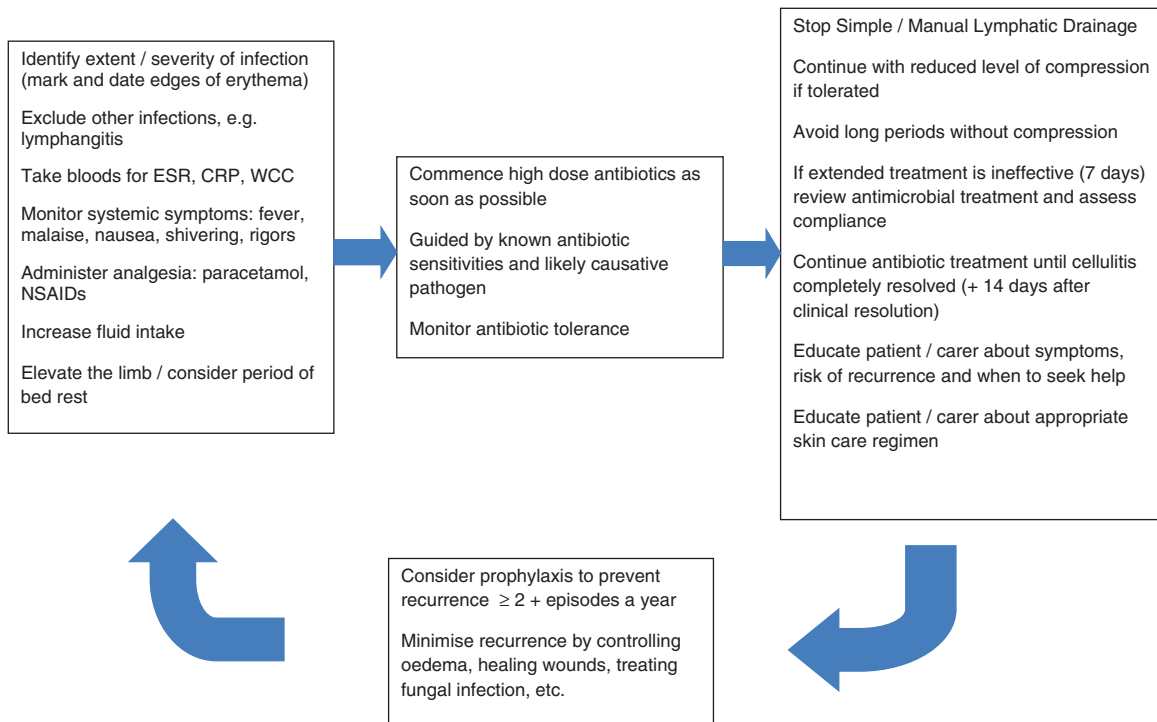 Identify extent / severity of infection
(mark and date edges of erythema)
Exclude other infections, e.g.
lymphangitis
Take bloods for ESR, CRP, WCC
Monitor systemic symptoms: fever,
malaise, nausea, shivering, rigors
Administer analgesia: paracetamol,
NSAIDs
Increase fluid intake
Elevate the limb / consider period of
bed rest
Commence high dose antibiotics as
soon as possible
Guided by known antibiotic
sensitivities and likely causative
pathogen
Monitor antibiotic tolerance
Stop Simple / Manual Lymphatic Drainage
Continue with reduced level of compression
if tolerated
Avoid long periods without compression
If extended treatment is ineffective (7 days)
review antimicrobial treatment and assess
compliance
Continue antibiotic treatment until cellulitis
completely resolved (+ 14 days after
clinical resolution)
Educate patient / carer about symptoms,
risk of recurrence and when to seek help
Educate patient / carer about appropriate
skin care regimen
Consider prophylaxis to prevent
recurrence ≥ 2 + episodes a year
Minimise recurrence by controlling
oedema, healing wounds, treating
fungal infection, etc.